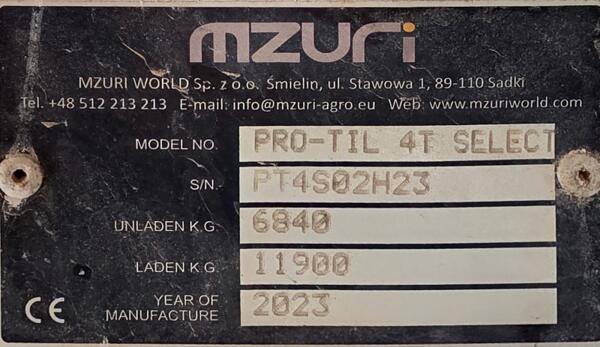 mzuri
MZURI WORLD Sp. z o.o. Śmielin, ul. Stawowa 1, 89-110 Sadki
Tel. +48 512 213 213 E-mail: info@mzuri-agro.eu Web: www.mzuriworld.com
MODEL NO. PRO-TIL 4T SELECT
S/N. PT4S02H23
UNLADEN K.G. 6840
LADEN K.G. 11900
CE
YEAR OF
MANUFACTURE 2023